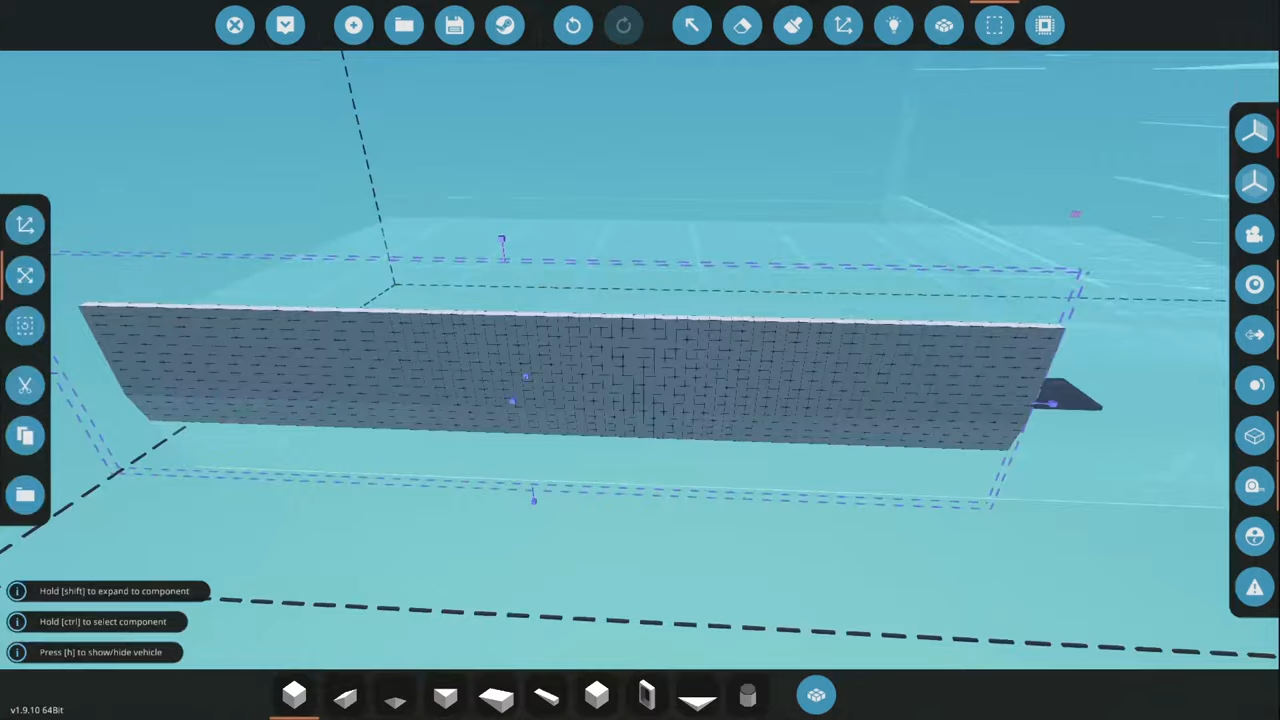 Hold [shift] to expand to component
Hold [ctrl] to select component
Press [h] to show/hide vehicle
v1.9.10 64Bit